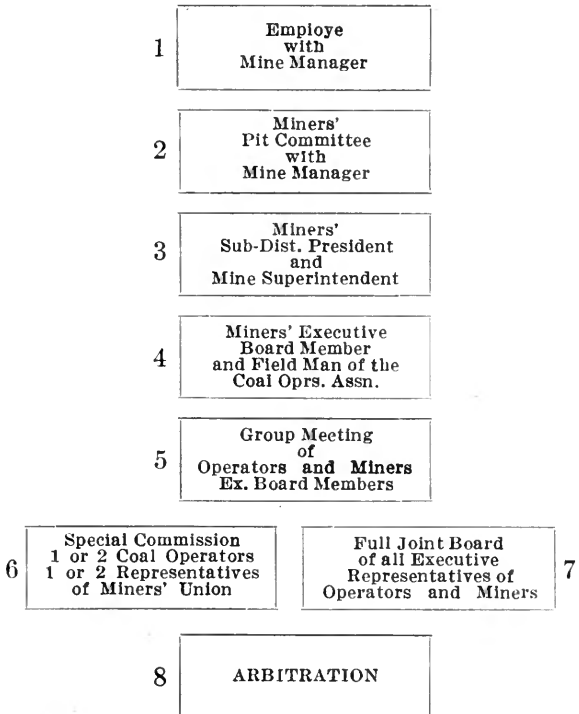 1
Employe
with
Mine Manager
2
Miners'
Pit Committee
with
Mine Manager
3
Miners'
Sub-Dist. President
and
Mine Superintendent
4
Miners' Executive
Board Member
and Field Man of the
Coal Oprs. Assn.
5
Group Meeting
of
Operators and Miners
Ex. Board Members
6
Special Commission
1 or 2 Coal Operators
1 or 2 Representatives
of Miners' Union
Full Joint Board
of all Executive
Representatives of
Operators and Miners
7
8
ARBITRATION